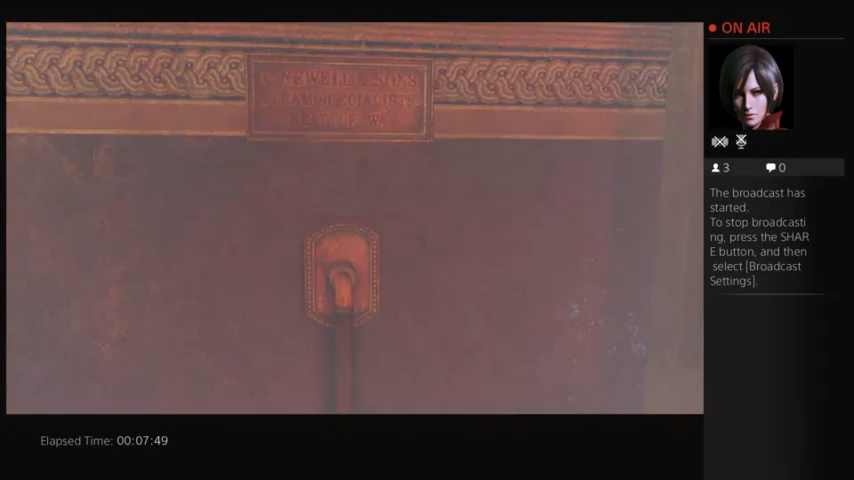 NEWELL & SONS
SPECIALISTS
ON AIR
3
0
The broadcast has
started.
To stop broadcasti
ng, press the SHAR
E button, and then
select [Broadcast
Settings].
Elapsed Time: 00:07:49